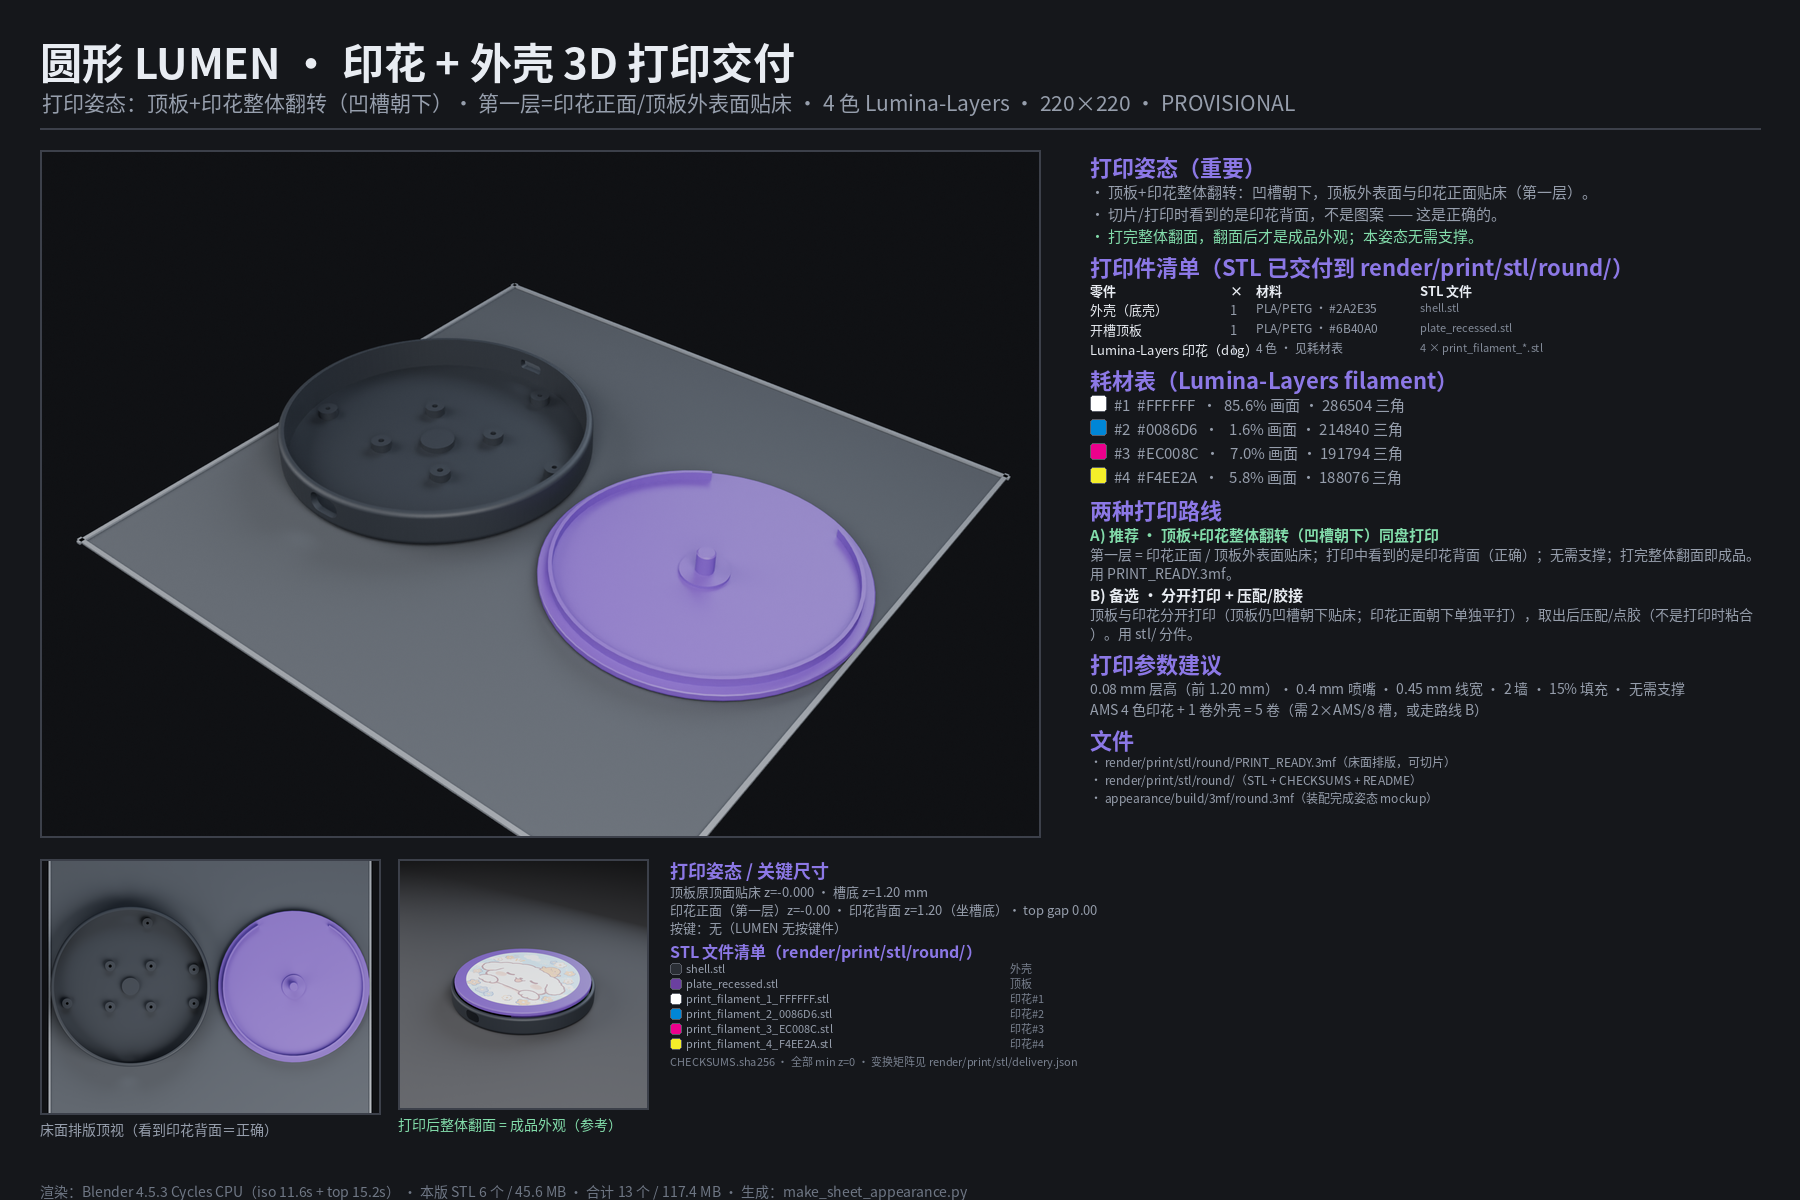 圆形 LUMEN · 印花 + 外壳 3D 打印交付
打印姿态：顶板+印花整体翻转（凹槽朝下）· 第一层=印花正面/顶板外表面贴床 · 4 色 Lumina-Layers · 220×220 · PROVISIONAL
打印姿态（重要）
· 顶板+印花整体翻转：凹槽朝下，顶板外表面与印花正面贴床（第一层）。
· 切片/打印时看到的是印花背面，不是图案 —— 这是正确的。
· 打完整体翻面，翻面后才是成品外观；本姿态无需支撑。
打印件清单（STL 已交付到 render/print/stl/round/）
零件 × 材料 STL 文件
外壳（底壳） 1 PLA/PETG · #2A2E35 shell.stl
开槽顶板 1 PLA/PETG · #6B40A0 plate_recessed.stl
Lumina-Layers 印花（dog） 4 色 · 见耗材表 4 × print_filament_*.stl
耗材表（Lumina-Layers filament）
#1 #FFFFFF · 85.6% 画面 · 286504 三角
#2 #0086D6 · 1.6% 画面 · 214840 三角
#3 #EC008C · 7.0% 画面 · 191794 三角
#4 #F4EE2A · 5.8% 画面 · 188076 三角
两种打印路线
A) 推荐 · 顶板+印花整体翻转（凹槽朝下）同盘打印
第一层 = 印花正面 / 顶板外表面贴床；打印中看到的是印花背面（正确）；无需支撑；打完整体翻面即成品。
用 PRINT_READY.3mf。
B) 备选 · 分开打印 + 压配/胶接
顶板与印花分开打印（顶板仍凹槽朝下贴床；印花正面朝下单独平打），取出后压配/点胶（不是打印时粘合
）。用 stl/ 分件。
打印参数建议
0.08 mm 层高（前 1.20 mm）· 0.4 mm 喷嘴 · 0.45 mm 线宽 · 2 墙 · 15% 填充 · 无需支撑
AMS 4 色印花 + 1 卷外壳 = 5 卷（需 2×AMS/8 槽，或走路线 B）
文件
· render/print/stl/round/PRINT_READY.3mf（床面排版，可切片）
· render/print/stl/round/（STL + CHECKSUMS + README）
· appearance/build/3mf/round.3mf（装配完成姿态 mockup）
床面排版顶视（看到印花背面＝正确）
打印后整体翻面 = 成品外观（参考）
打印姿态 / 关键尺寸
顶板原顶面贴床 z=-0.000 · 槽底 z=1.20 mm
印花正面（第一层）z=-0.00 · 印花背面 z=1.20（坐槽底）· top gap 0.00
按键：无（LUMEN 无按键件）
STL 文件清单（render/print/stl/round/）
shell.stl 外壳
plate_recessed.stl 顶板
print_filament_1_FFFFFF.stl 印花#1
print_filament_2_0086D6.stl 印花#2
print_filament_3_EC008C.stl 印花#3
print_filament_4_F4EE2A.stl 印花#4
CHECKSUMS.sha256 · 全部 min z=0 · 变换矩阵见 render/print/stl/delivery.json
渲染：Blender 4.5.3 Cycles CPU（iso 11.6s + top 15.2s） · 本版 STL 6 个 / 45.6 MB · 合计 13 个 / 117.4 MB · 生成：make_sheet_appearance.py